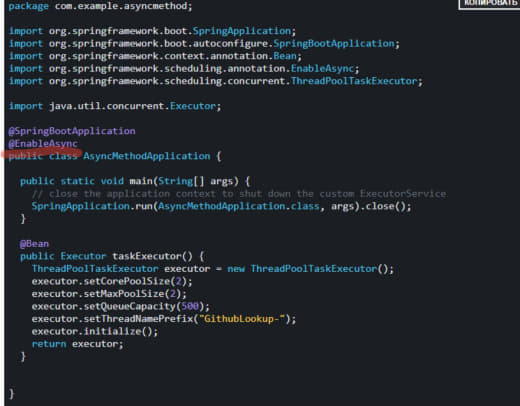 КОПИРОВАТЬ
package com.example.asyncmethod;
import org.springframework.boot.SpringApplication;
import org.springframework.boot.autoconfigure.SpringBootApplication;
import org.springframework.context.annotation.Bean;
import org.springframework.scheduling.annotation.EnableAsync;
import org.springframework.scheduling.concurrent.ThreadPoolTaskExecutor;
import java.util.concurrent.Executor;
@SpringBootApplication
@EnableAsync
public class AsyncMethodApplication {
public static void main(String[] args) {
// close the application context to shut down the custom ExecutorService
SpringApplication.run(AsyncMethodApplication.class, args).close();
}
@Bean
public Executor taskExecutor() {
ThreadPoolTaskExecutor executor = new ThreadPoolTaskExecutor();
executor.setCorePoolSize(2);
executor.setMaxPoolSize(2);
executor.setQueueCapacity(500);
executor.setThreadNamePrefix("GithubLookup-");
executor.initialize();
return executor;
}
}